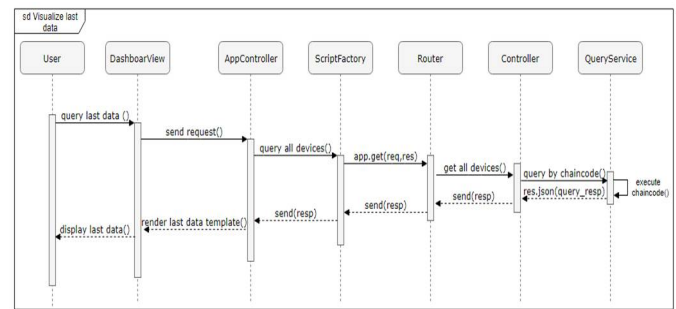 sd Visualize last
data
User
DashboarView
AppController
ScriptFactory
Router
Controller
QueryService
query last data ()
send request()
query all devices()
app.get(req,res)
get all devices()
query by chaincode()
execute
chaincode()
res.json(query_resp)
send(resp)
send(resp)
send(resp)
render last data template()
display last data()